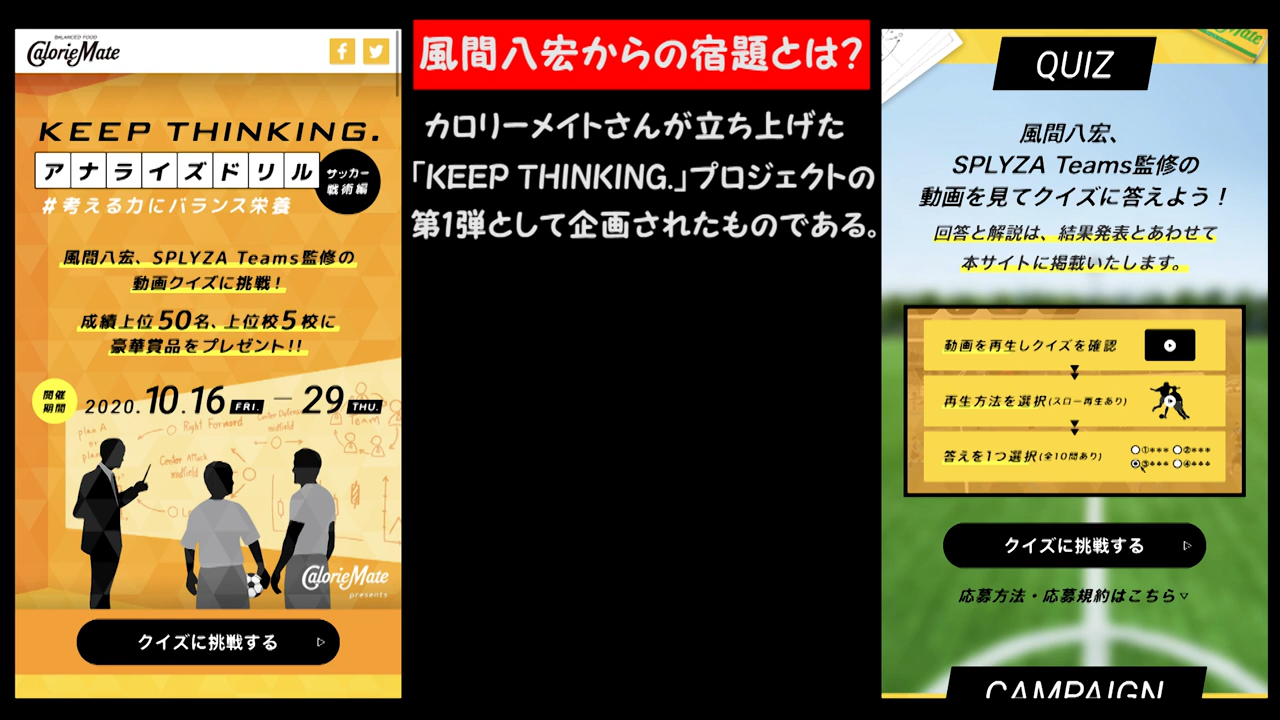 BALANCED FOOD
CalorieMate
KEEP THINKING.
アナライズドリル
サッカー
戦術編
#考える力にバランス栄養
風間八宏、SPLYZA Teams監修の
動画クイズに挑戦！
成績上位50名、上位校5校に
豪華賞品をプレゼント!!
開催
期間
2020.10.16 FRI. — 29 THU.
plan A
or
Right Forward
Center Defens
midfield
Team
Center Attack
midfield
CalorieMate
presents
クイズに挑戦する
風間八宏からの宿題とは?
カロリーメイトさんが立ち上げた
「KEEP THINKING.」プロジェクトの
第1弾として企画されたものである。
QUIZ
風間八宏、
SPLYZA Teams監修の
動画を見てクイズに答えよう！
回答と解説は、結果発表とあわせて
本サイトに掲載いたします。
動画を再生しクイズを確認
再生方法を選択(スロー再生あり)
答えを1つ選択(全10問あり)
①*** ②***
③*** ④***
クイズに挑戦する
応募方法・応募規約はこちら
CAMPAIGN